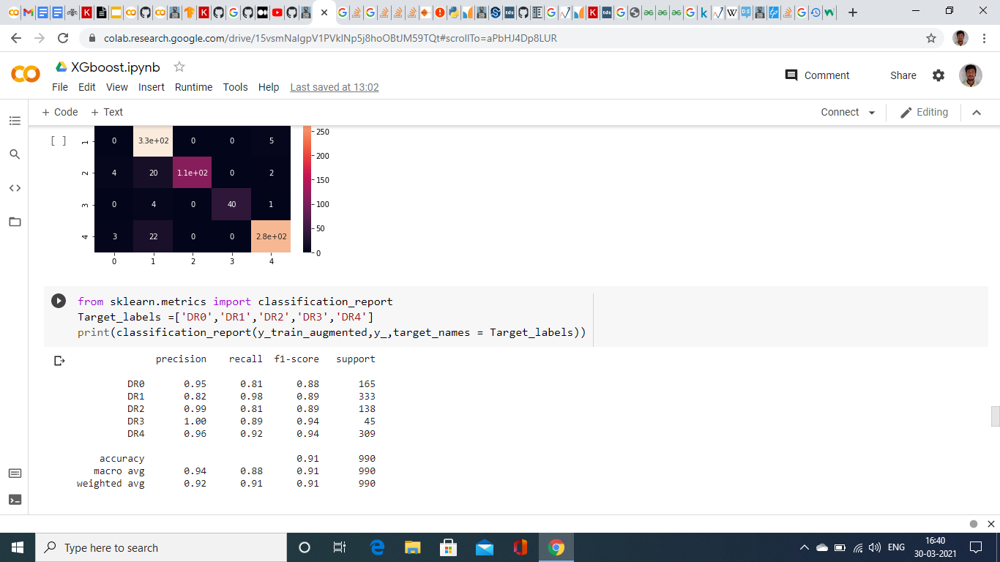 colab.research.google.com/drive/15vsmNaIgpV1PVklNp5j8hoOBtJM59TQt#scrollTo=aPbHJ4Dp8LUR
XGboost.ipynb
File Edit View Insert Runtime Tools Help Last saved at 13:02
Comment Share
+ Code + Text
Connect Editing
[ ]
1 0 3.3e+02 0 0 5
2 4 20 1.1e+02 0 2
3 0 4 0 40 1
4 3 22 0 0 2.8e+02
0 1 2 3 4
250
200
150
100
50
0
from sklearn.metrics import classification_report
Target_labels =['DR0','DR1','DR2','DR3','DR4']
print(classification_report(y_train_augmented,y_,target_names = Target_labels))
precision recall f1-score support
DR0 0.95 0.81 0.88 165
DR1 0.82 0.98 0.89 333
DR2 0.99 0.81 0.89 138
DR3 1.00 0.89 0.94 45
DR4 0.96 0.92 0.94 309
accuracy 0.91 990
macro avg 0.94 0.88 0.91 990
weighted avg 0.92 0.91 0.91 990
Type here to search
ENG
16:40
30-03-2021